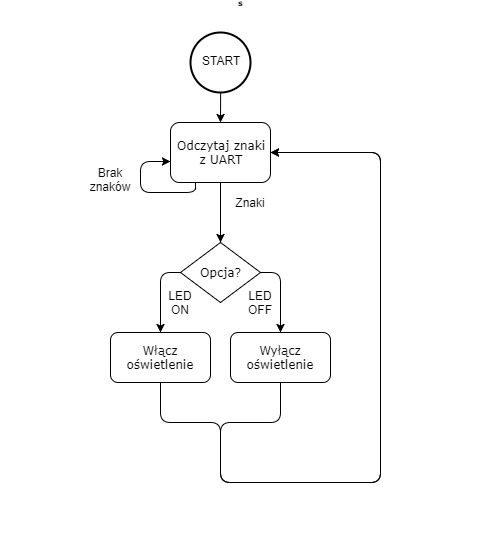 s
START
Odczytaj znaki
z UART
Brak
znaków
Znaki
Opcja?
LED
ON
LED
OFF
Włącz
oświetlenie
Wyłącz
oświetlenie